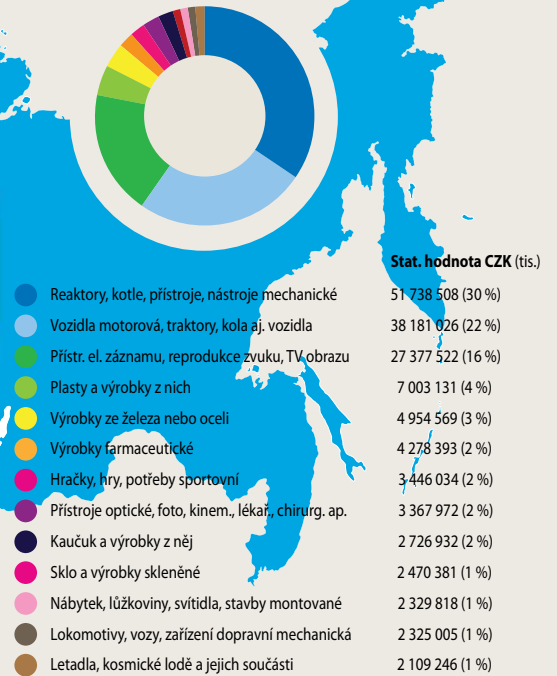 Stat. hodnota CZK (tis.)
Reaktory, kotle, přístroje, nástroje mechanické 51 738 508 (30 %)
Vozidla motorová, traktory, kola aj. vozidla 38 181 026 (22 %)
Přístr. el. záznamu, reprodukce zvuku, TV obrazu 27 377 522 (16 %)
Plasty a výrobky z nich 7 003 131 (4 %)
Výrobky ze železa nebo oceli 4 954 569 (3 %)
Výrobky farmaceutické 4 278 393 (2 %)
Hračky, hry, potřeby sportovní 3 446 034 (2 %)
Přístroje optické, foto, kinem., lékař., chirurg. ap. 3 367 972 (2 %)
Kaučuk a výrobky z něj 2 726 932 (2 %)
Sklo a výrobky skleněné 2 470 381 (1 %)
Nábytek, lůžkoviny, svítidla, stavby montované 2 329 818 (1 %)
Lokomotivy, vozy, zařízení dopravní mechanická 2 325 005 (1 %)
Letadla, kosmické lodě a jejich součásti 2 109 246 (1 %)